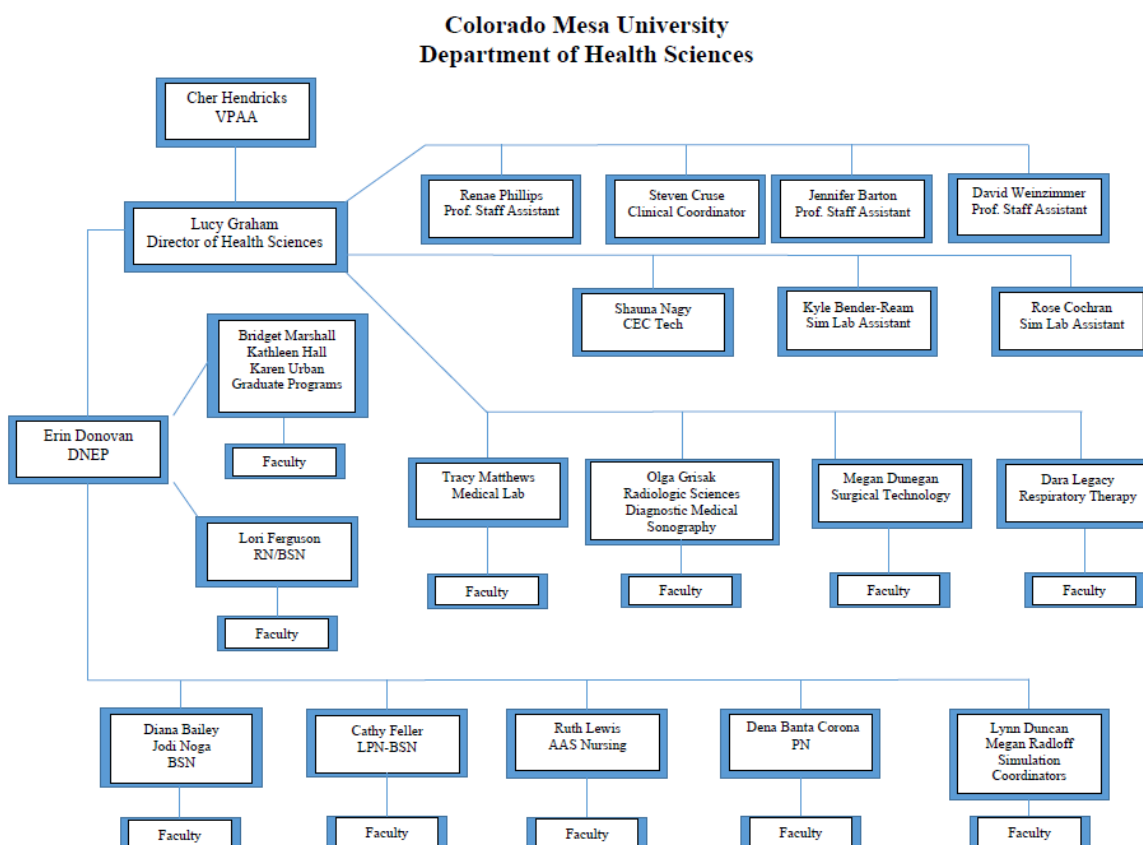 Colorado Mesa University
Department of Health Sciences
Cher Hendricks
VPAA
Renae Phillips
Prof. Staff Assistant
Steven Cruse
Clinical Coordinator
Jennifer Barton
Prof. Staff Assistant
David Weinzimmer
Prof. Staff Assistant
Lucy Graham
Director of Health Sciences
Shauna Nagy
CEC Tech
Kyle Bender-Ream
Sim Lab Assistant
Rose Cochran
Sim Lab Assistant
Bridget Marshall
Kathleen Hall
Karen Urban
Graduate Programs
Faculty
Erin Donovan
DNEP
Tracy Matthews
Medical Lab
Olga Grisak
Radiologic Sciences
Diagnostic Medical
Sonography
Megan Dunegan
Surgical Technology
Dara Legacy
Respiratory Therapy
Lori Ferguson
RN/BSN
Faculty
Faculty
Faculty
Faculty
Faculty
Diana Bailey
Jodi Noga
BSN
Cathy Feller
LPN-BSN
Ruth Lewis
AAS Nursing
Dena Banta Corona
PN
Lynn Duncan
Megan Radloff
Simulation
Coordinators
Faculty
Faculty
Faculty
Faculty
Faculty